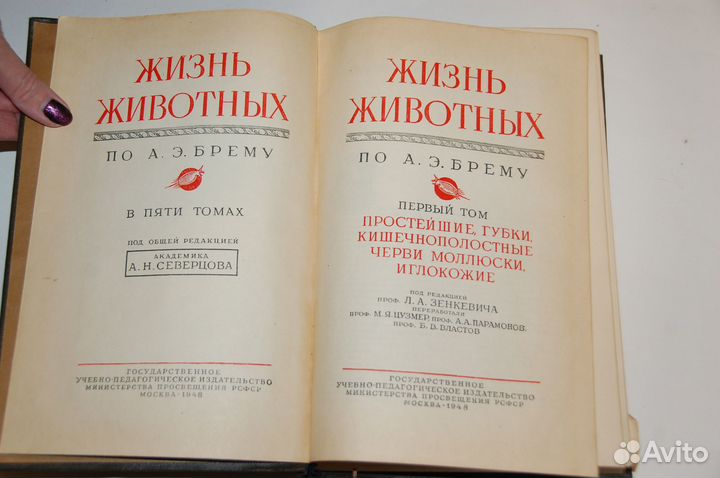 ЖИЗНЬ
ЖИВОТНЫХ
ПО А. Э. БРЕМУ
В ПЯТИ ТОМАХ
ПОД ОБЩЕЙ РЕДАКЦИЕЙ
АКАДЕМИКА
А. Н. СЕВЕРЦОВА
ГОСУДАРСТВЕННОЕ
УЧЕБНО-ПЕДАГОГИЧЕСКОЕ ИЗДАТЕЛЬСТВО
МИНИСТЕРСТВА ПРОСВЕЩЕНИЯ РСФСР
МОСКВА-1948
ЖИЗНЬ
ЖИВОТНЫХ
ПО А. Э. БРЕМУ
ПЕРВЫЙ ТОМ
ПРОСТЕЙШИЕ, ГУБКИ,
КИШЕЧНОПОЛОСТНЫЕ
ЧЕРВИ МОЛЛЮСКИ,
ИГЛОКОЖИЕ
ПОД РЕДАКЦИЕЙ
ПРОФ. Л. А. ЗЕНКЕВИЧА
ПЕРЕРАБОТАЛИ
ПРОФ. М. Я. ЦУЗМЕР, ПРОФ. А. А. ПАРАМОНОВ,
ПРОФ. Б. В. ВЛАСТОВ
ГОСУДАРСТВЕННОЕ
УЧЕБНО-ПЕДАГОГИЧЕСКОЕ ИЗДАТЕЛЬСТВО
МИНИСТЕРСТВА ПРОСВЕЩЕНИЯ РСФСР
МОСКВА-1948
Avito